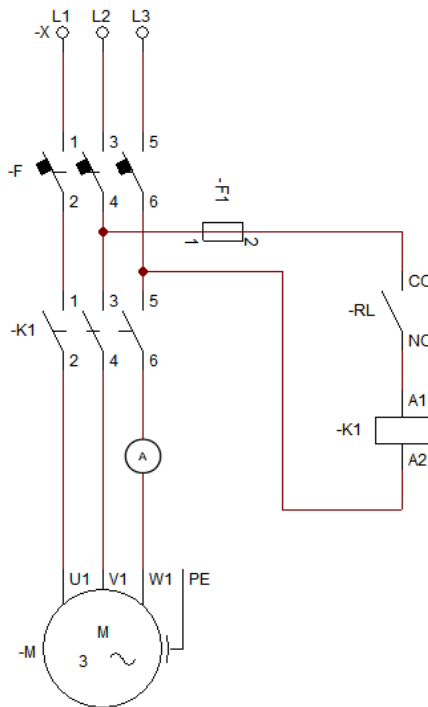 L1 L2 L3
-X
1 3 5
-F
2 4 6
-F1
1 2
1 3 5
-K1
2 4 6
CO
-RL
NO
A1
-K1
A2
A
U1 V1 W1 PE
M
-M
3